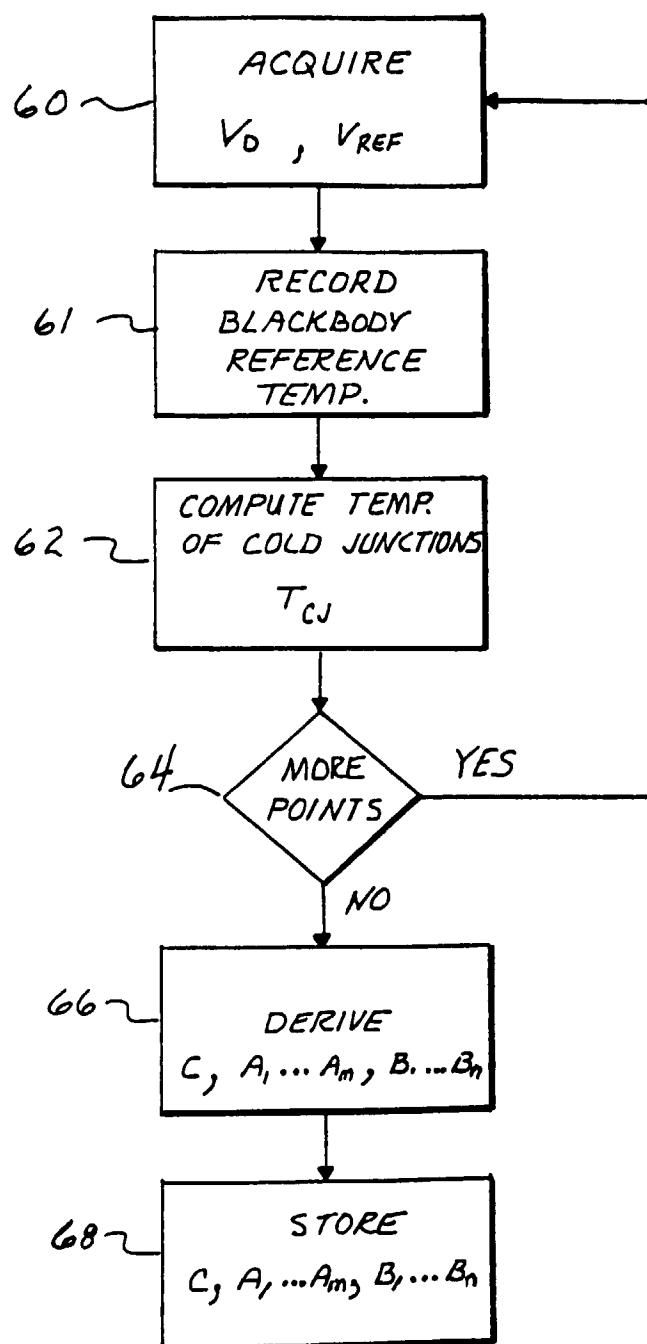 60
ACQUIRE
V_D , V_REF
61
RECORD
BLACKBODY
REFERENCE
TEMP.
62
COMPUTE TEMP.
OF COLD JUNCTIONS
T_CJ
64
MORE
POINTS
YES
NO
66
DERIVE
C, A₁ ... Aₘ, B. ... Bₙ
68
STORE
C, A₁ ... Aₘ, B₁ ... Bₙ